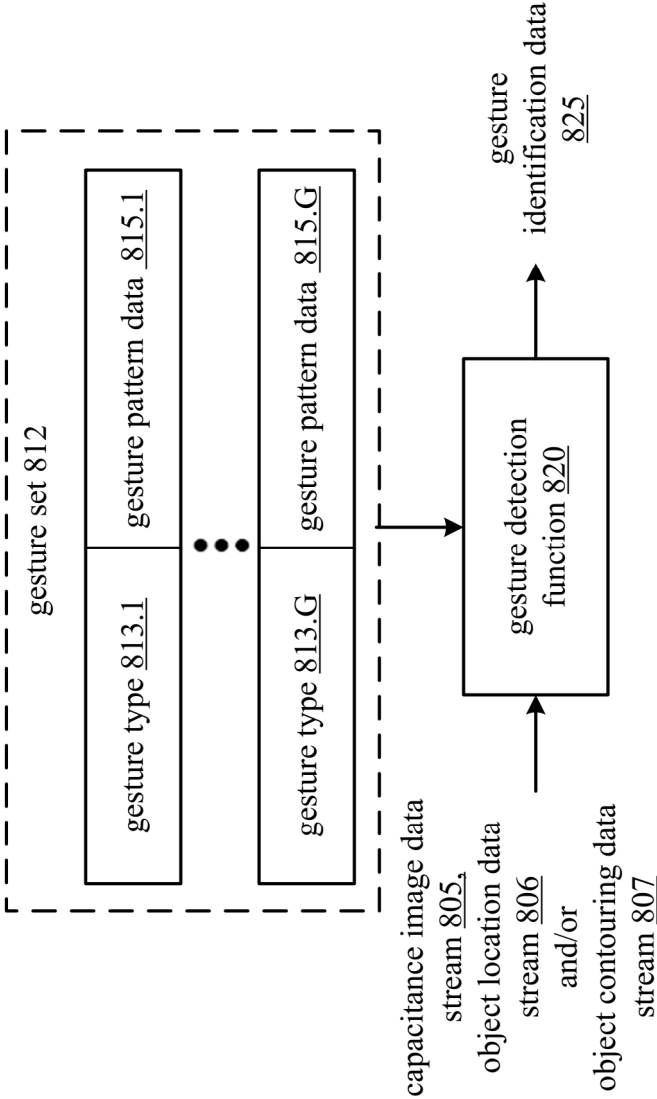 gesture set 812
gesture type 813.1
gesture pattern data 815.1
gesture type 813.G
gesture pattern data 815.G
capacitance image data
stream 805,
object location data
stream 806
and/or
object contouring data
stream 807
gesture detection
function 820
gesture
identification data
825